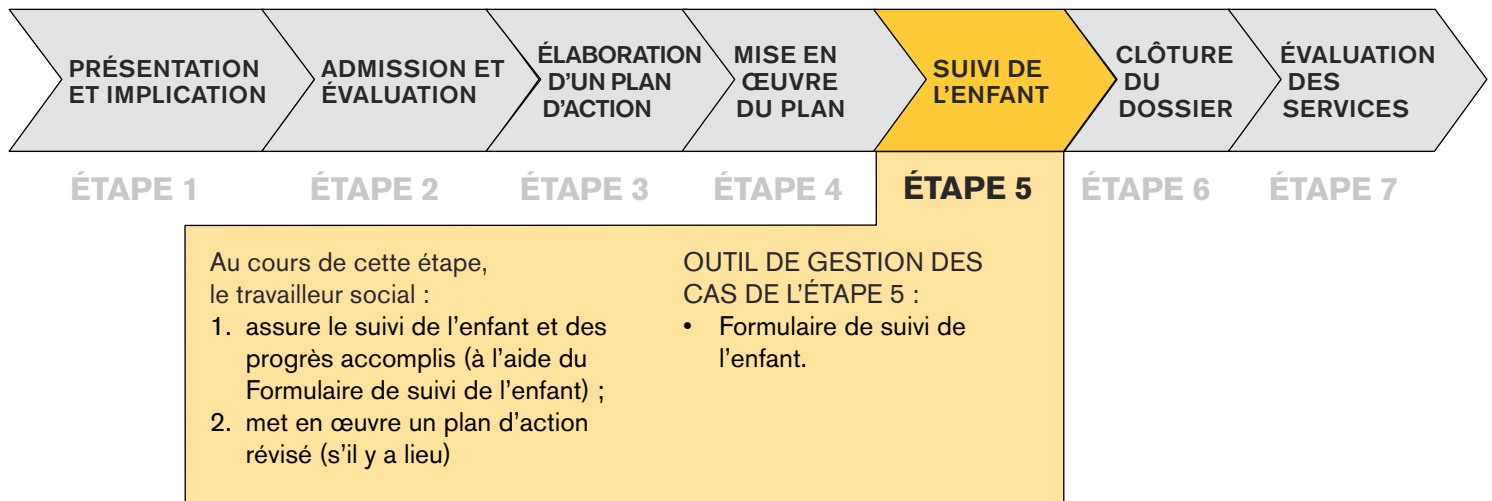 PRÉSENTATION
ET IMPLICATION
ADMISSION ET
ÉVALUATION
ÉLABORATION
D'UN PLAN
D'ACTION
MISE EN
ŒUVRE
DU PLAN
SUIVI DE
L'ENFANT
CLÔTURE
DU
DOSSIER
ÉVALUATION
DES
SERVICES
ÉTAPE 1
ÉTAPE 2
ÉTAPE 3
ÉTAPE 4
ÉTAPE 5
ÉTAPE 6
ÉTAPE 7
Au cours de cette étape,
le travailleur social :
1. assure le suivi de l'enfant et des
progrès accomplis (à l'aide du
Formulaire de suivi de l'enfant) ;
2. met en œuvre un plan d'action
révisé (s'il y a lieu)
OUTIL DE GESTION DES
CAS DE L'ÉTAPE 5 :
• Formulaire de suivi de
l'enfant.